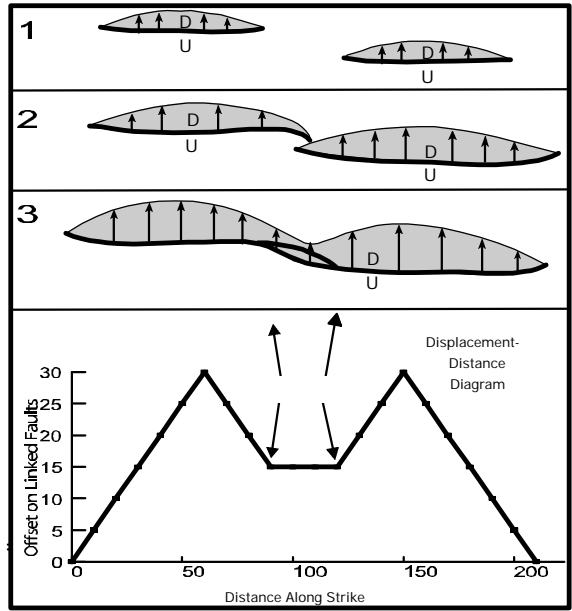 1
D
U
D
U
2
D
U
D
U
3
D
U
Displacement-
Distance
Diagram
Offset on Linked Faults
30
25
20
15
10
5
0
0
50
100
150
200
Distance Along Strike